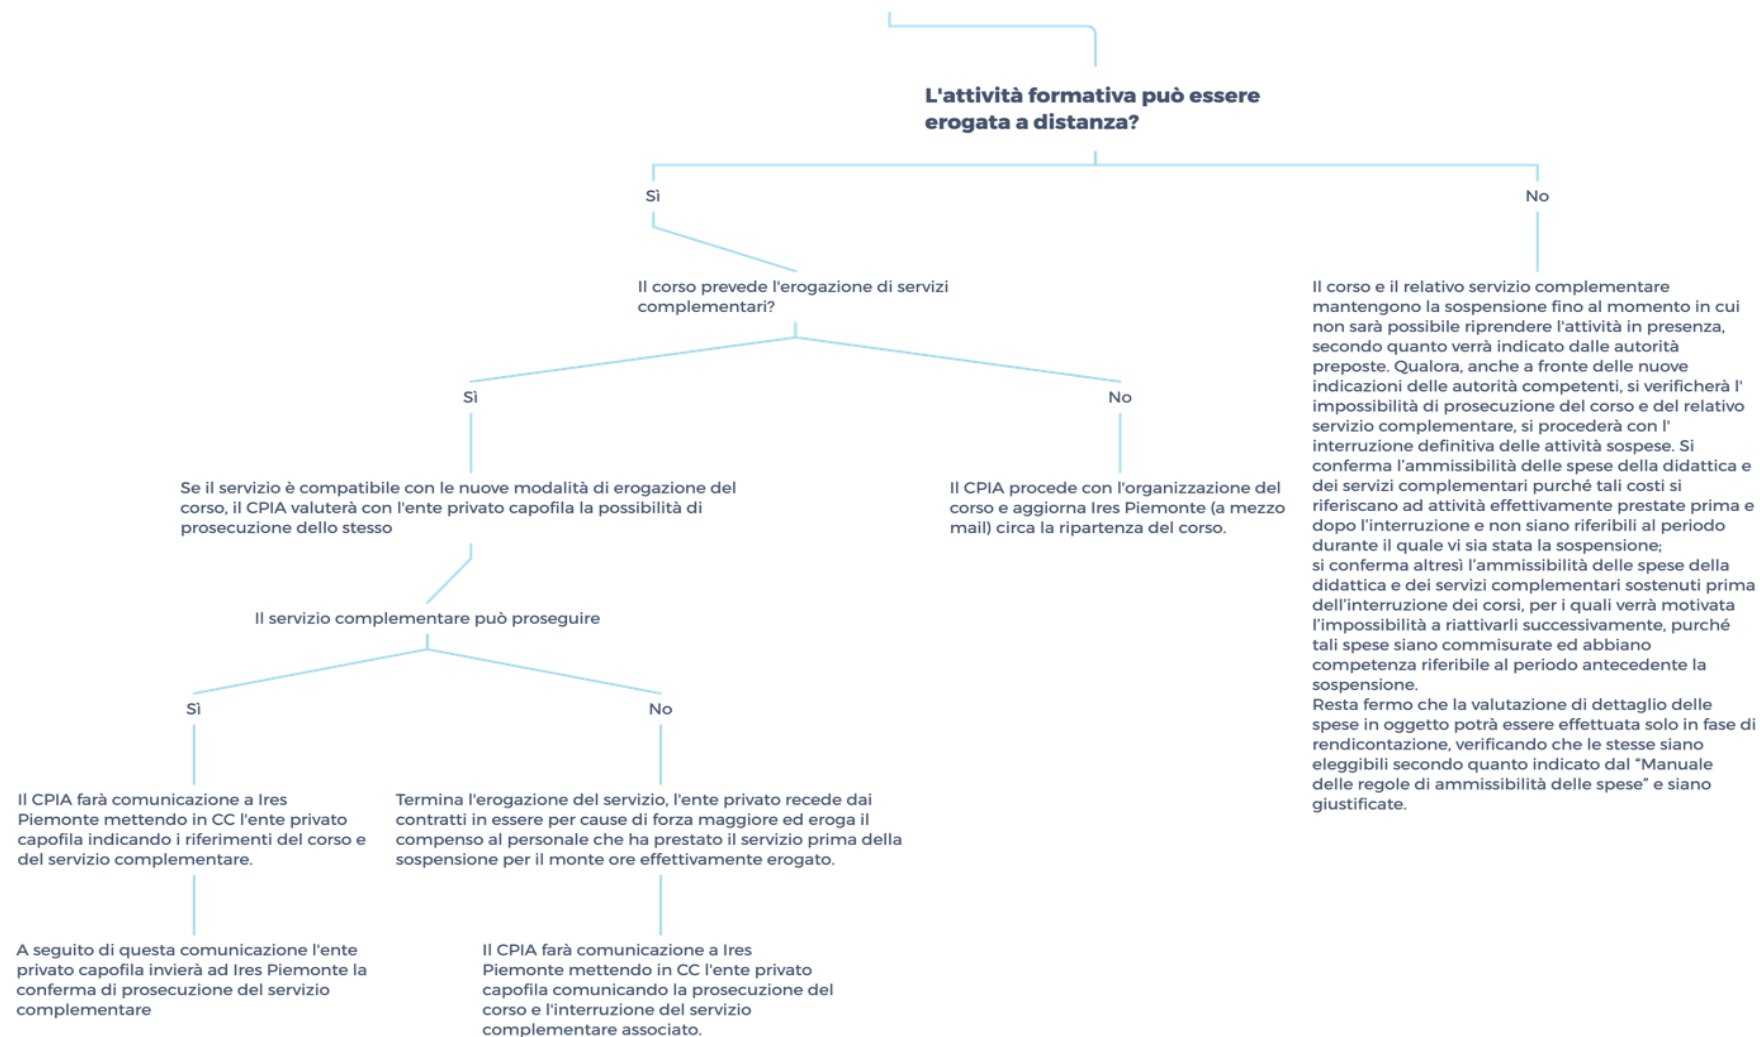 L'attività formativa può essere
erogata a distanza?
Sì
No
Il corso prevede l'erogazione di servizi
complementari?
Sì
No
Se il servizio è compatibile con le nuove modalità di erogazione del
corso, il CPIA valuterà con l'ente privato capofila la possibilità di
prosecuzione dello stesso
Il servizio complementare può proseguire
Sì
No
Il CPIA farà comunicazione a Ires
Piemonte mettendo in CC l'ente privato
capofila indicando i riferimenti del corso e
del servizio complementare.
A seguito di questa comunicazione l'ente
privato capofila invierà ad Ires Piemonte la
conferma di prosecuzione del servizio
complementare
Termina l'erogazione del servizio, l'ente privato recede dai
contratti in essere per cause di forza maggiore ed eroga il
compenso al personale che ha prestato il servizio prima della
sospensione per il monte ore effettivamente erogato.
Il CPIA farà comunicazione a Ires
Piemonte mettendo in CC l'ente privato
capofila comunicando la prosecuzione del
corso e l'interruzione del servizio
complementare associato.
Il CPIA procede con l'organizzazione del
corso e aggiorna Ires Piemonte (a mezzo
mail) circa la ripartenza del corso.
Il corso e il relativo servizio complementare
mantengono la sospensione fino al momento in cui
non sarà possibile riprendere l'attività in presenza,
secondo quanto verrà indicato dalle autorità
preposte. Qualora, anche a fronte delle nuove
indicazioni delle autorità competenti, si verificherà l'
impossibilità di prosecuzione del corso e del relativo
servizio complementare, si procederà con l'
interruzione definitiva delle attività sospese. Si
conferma l’ammissibilità delle spese della didattica e
dei servizi complementari purché tali costi si
riferiscano ad attività effettivamente prestate prima e
dopo l’interruzione e non siano riferibili al periodo
durante il quale vi sia stata la sospensione;
si conferma altresì l’ammissibilità delle spese della
didattica e dei servizi complementari sostenuti prima
dell’interruzione dei corsi, per i quali verrà motivata
l’impossibilità a riattivarli successivamente, purché
tali spese siano commisurate ed abbiano
competenza riferibile al periodo antecedente la
sospensione.
Resta fermo che la valutazione di dettaglio delle
spese in oggetto potrà essere effettuata solo in fase di
rendicontazione, verificando che le stesse siano
eleggibili secondo quanto indicato dal “Manuale
delle regole di ammissibilità delle spese” e siano
giustificate.